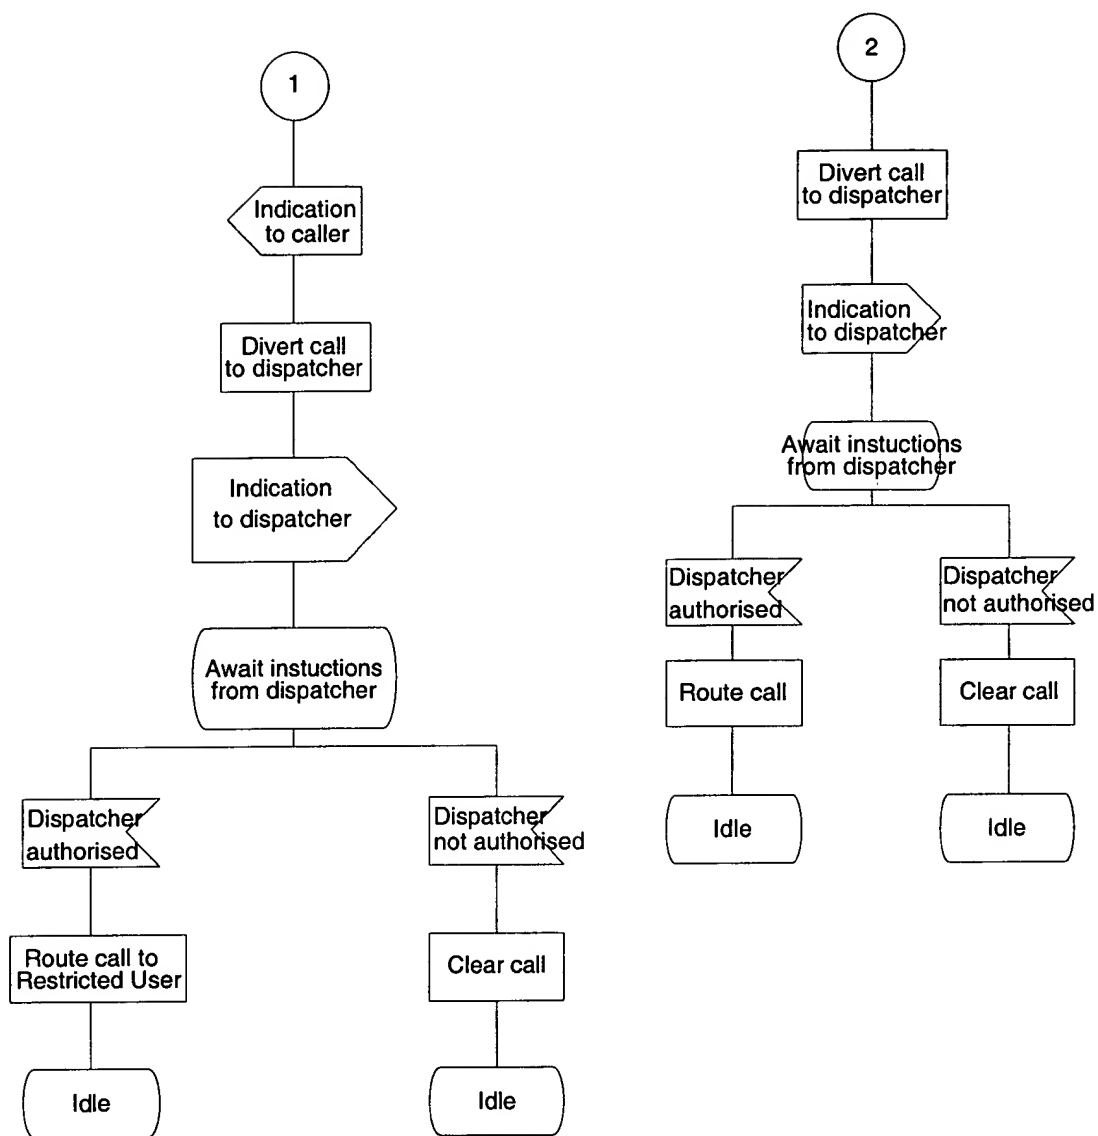 1
Indication
to caller
Divert call
to dispatcher
Indication
to dispatcher
Await instuctions
from dispatcher
Dispatcher
authorised
Route call to
Restricted User
Idle
Dispatcher
not authorised
Clear call
Idle
2
Divert call
to dispatcher
Indication
to dispatcher
Await instuctions
from dispatcher
Dispatcher
authorised
Route call
Idle
Dispatcher
not authorised
Clear call
Idle